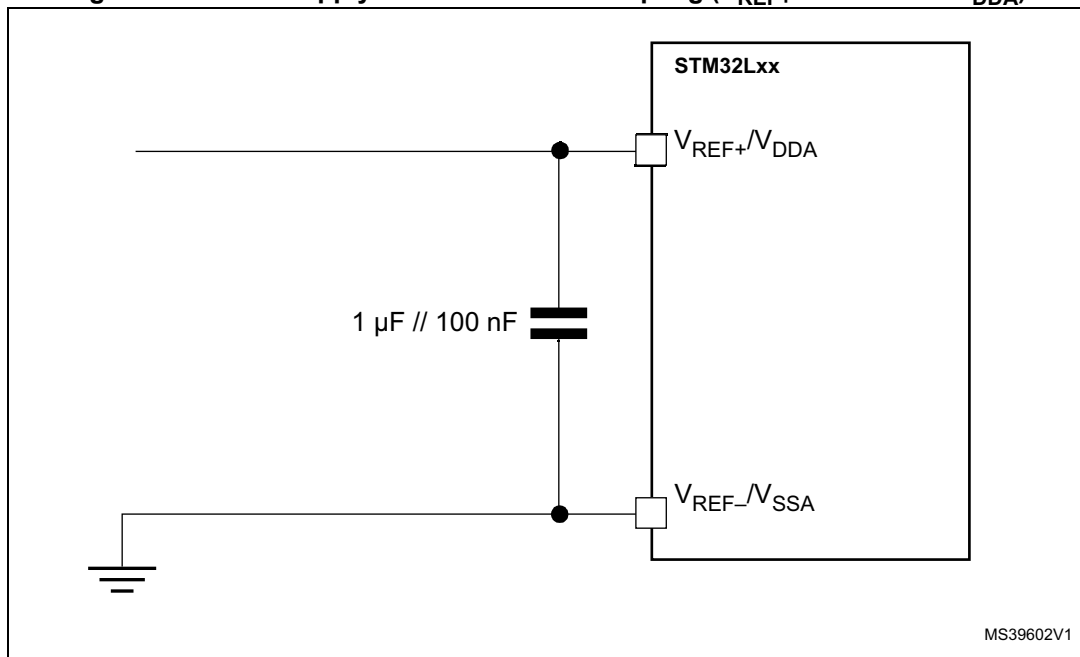 STM32Lxx
VREF+/VDDA
1 µF // 100 nF
VREF–/VSSA
MS39602V1